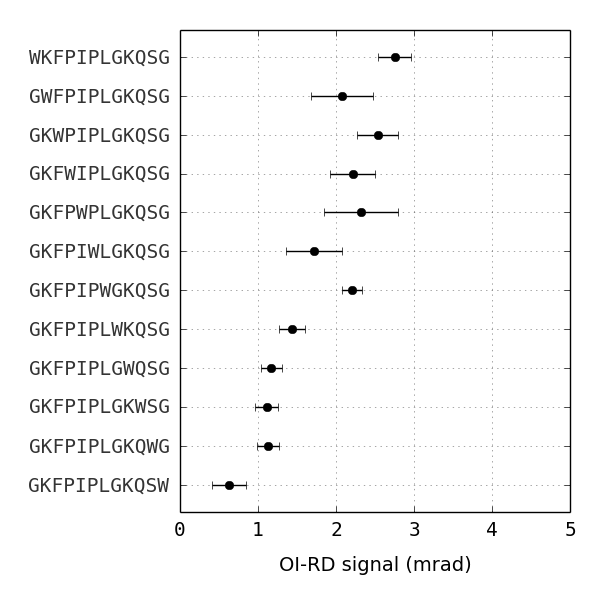 WKFPIPLGKQSG
GWFPIPLGKQSG
GKWPIPLGKQSG
GKFWIPLGKQSG
GKFPWPLGKQSG
GKFPIWLGKQSG
GKFPIPWGKQSG
GKFPIPLWKQSG
GKFPIPLGWQSG
GKFPIPLGKWSG
GKFPIPLGKQWG
GKFPIPLGKQSW
0 1 2 3 4 5
OI-RD signal (mrad)